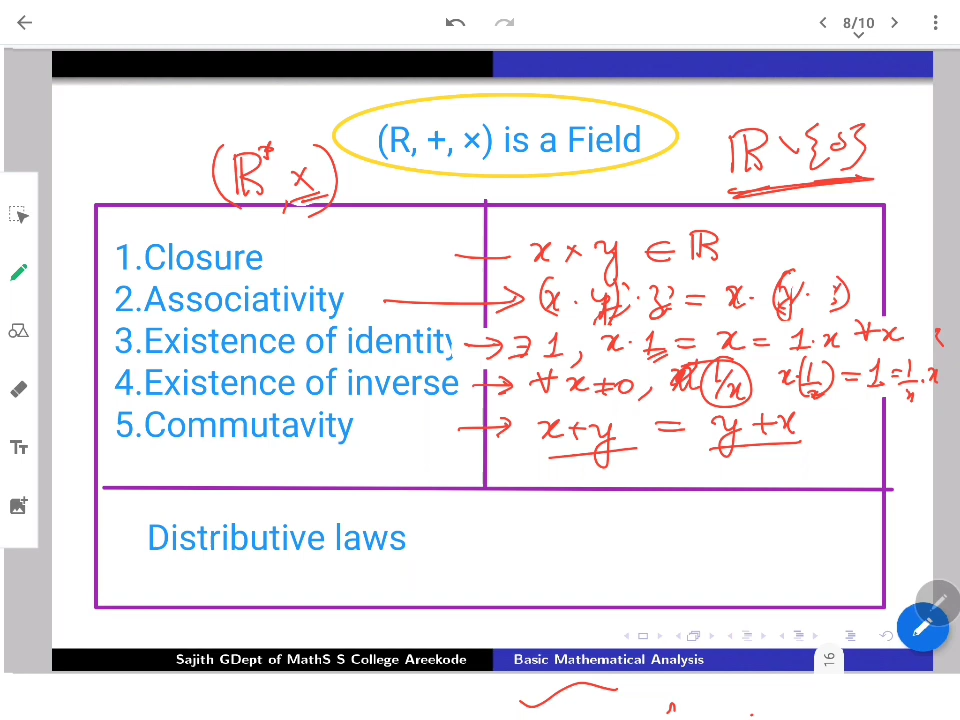 8/10
(R, +, ×) is a Field
(ℝ* ×)
ℝ \ {0}
1.Closure — x × y ∈ ℝ
2.Associativity → (x · y) · z = x · (y · z)
3.Existence of identity → ∃ 1, x · 1 = x = 1 · x ∀x
4.Existence of inverse → ∀ x ≠ 0, 1/x x · (1/x) = 1 = 1/x · x
5.Commutavity → x + y = y + x
Distributive laws
Tт
Sajith GDept of MathS S College Areekode Basic Mathematical Analysis 16